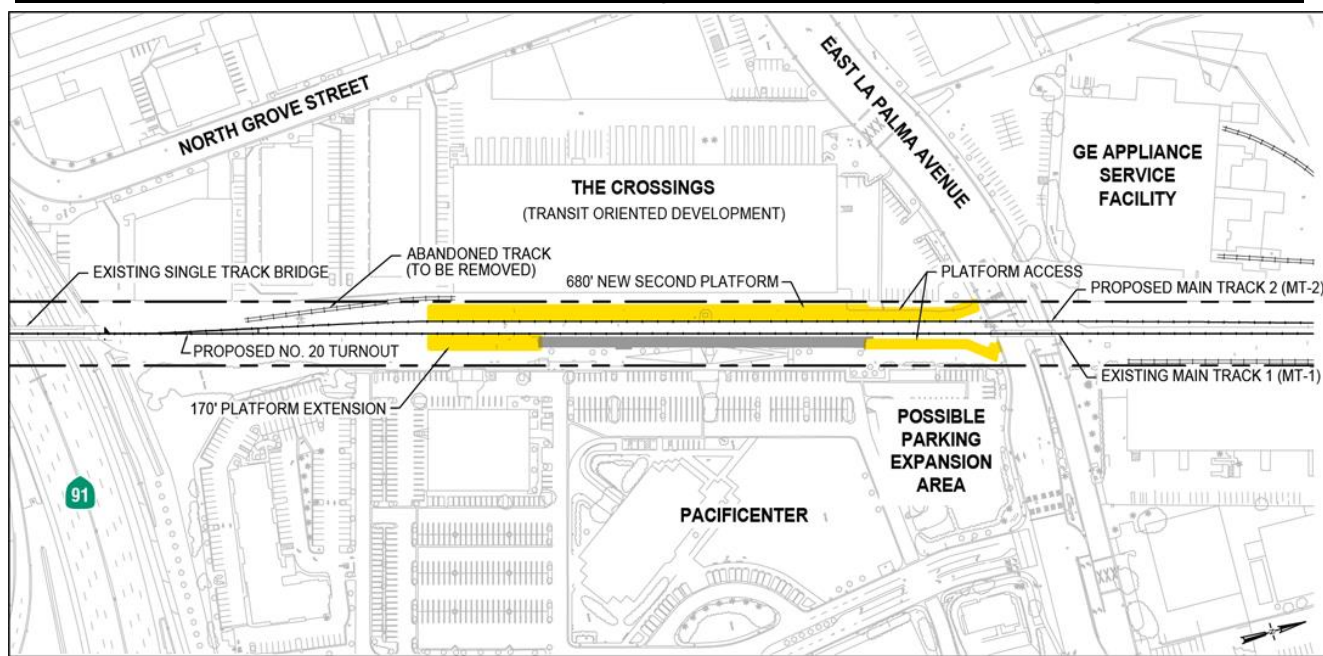 NORTH GROVE STREET
EAST LA PALMA AVENUE
GE APPLIANCE
SERVICE
FACILITY
THE CROSSINGS
(TRANSIT ORIENTED DEVELOPMENT)
EXISTING SINGLE TRACK BRIDGE
ABANDONED TRACK
(TO BE REMOVED)
680' NEW SECOND PLATFORM
PLATFORM ACCESS
PROPOSED MAIN TRACK 2 (MT-2)
PROPOSED NO. 20 TURNOUT
EXISTING MAIN TRACK 1 (MT-1)
170' PLATFORM EXTENSION
POSSIBLE
PARKING
EXPANSION
AREA
91
PACIFICENTER